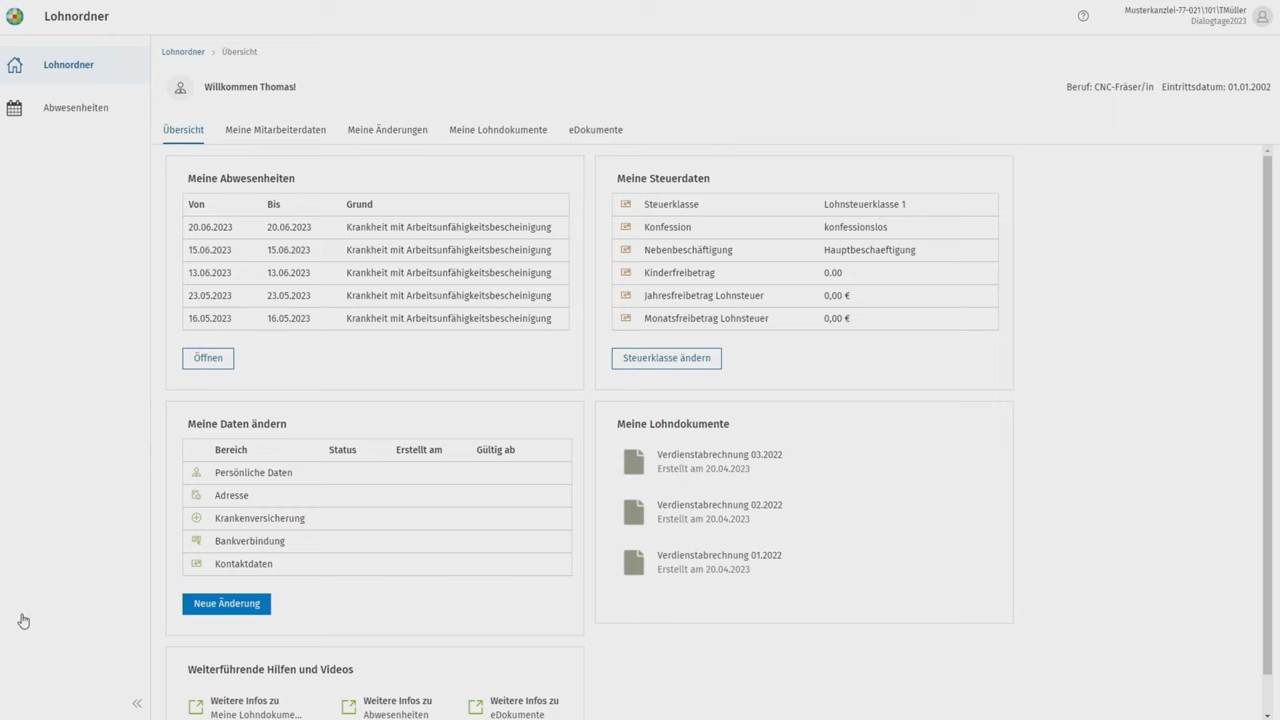 Lohnordner
Musterkanzlei-77-021\101\TMüller
Dialogtage2023
Lohnordner
Abwesenheiten
Lohnordner > Übersicht
Willkommen Thomas!
Beruf: CNC-Fräser/in Eintrittsdatum: 01.01.2002
Übersicht Meine Mitarbeiterdaten Meine Änderungen Meine Lohndokumente eDokumente
Meine Abwesenheiten
Von Bis Grund
20.06.2023 20.06.2023 Krankheit mit Arbeitsunfähigkeitsbescheinigung
15.06.2023 15.06.2023 Krankheit mit Arbeitsunfähigkeitsbescheinigung
13.06.2023 13.06.2023 Krankheit mit Arbeitsunfähigkeitsbescheinigung
23.05.2023 23.05.2023 Krankheit mit Arbeitsunfähigkeitsbescheinigung
16.05.2023 16.05.2023 Krankheit mit Arbeitsunfähigkeitsbescheinigung
Öffnen
Meine Steuerdaten
Steuerklasse Lohnsteuerklasse 1
Konfession konfessionslos
Nebenbeschäftigung Hauptbeschaeftigung
Kinderfreibetrag 0.00
Jahresfreibetrag Lohnsteuer 0,00 €
Monatsfreibetrag Lohnsteuer 0,00 €
Steuerklasse ändern
Meine Daten ändern
Bereich Status Erstellt am Gültig ab
Persönliche Daten
Adresse
Krankenversicherung
Bankverbindung
Kontaktdaten
Neue Änderung
Meine Lohndokumente
Verdienstabrechnung 03.2022
Erstellt am 20.04.2023
Verdienstabrechnung 02.2022
Erstellt am 20.04.2023
Verdienstabrechnung 01.2022
Erstellt am 20.04.2023
Weiterführende Hilfen und Videos
Weitere Infos zu
Meine Lohndokume...
Weitere Infos zu
Abwesenheiten
Weitere Infos zu
eDokumente